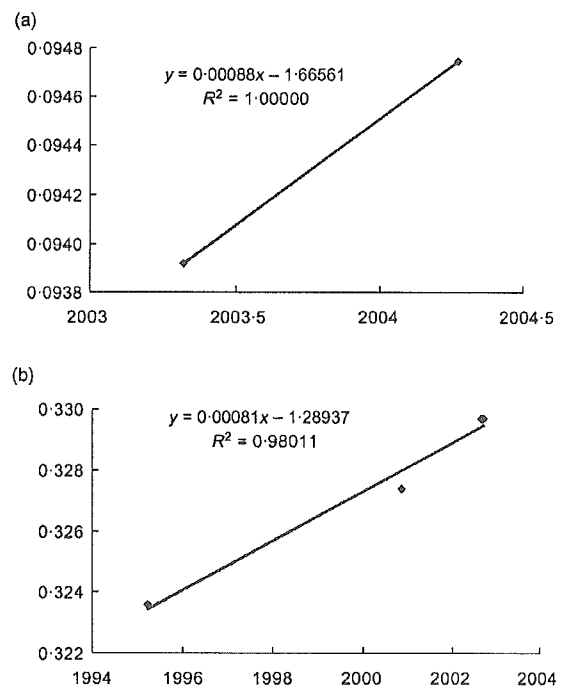 (a)
0·0948
0·0946
0·0944
0·0942
0·0940
0·0938
y = 0·00088x – 1·66561
R² = 1·00000
2003 2003·5 2004 2004·5
(b)
0·330
0·328
0·326
0·324
0·322
y = 0·00081x – 1·28937
R² = 0·98011
1994 1996 1998 2000 2002 2004